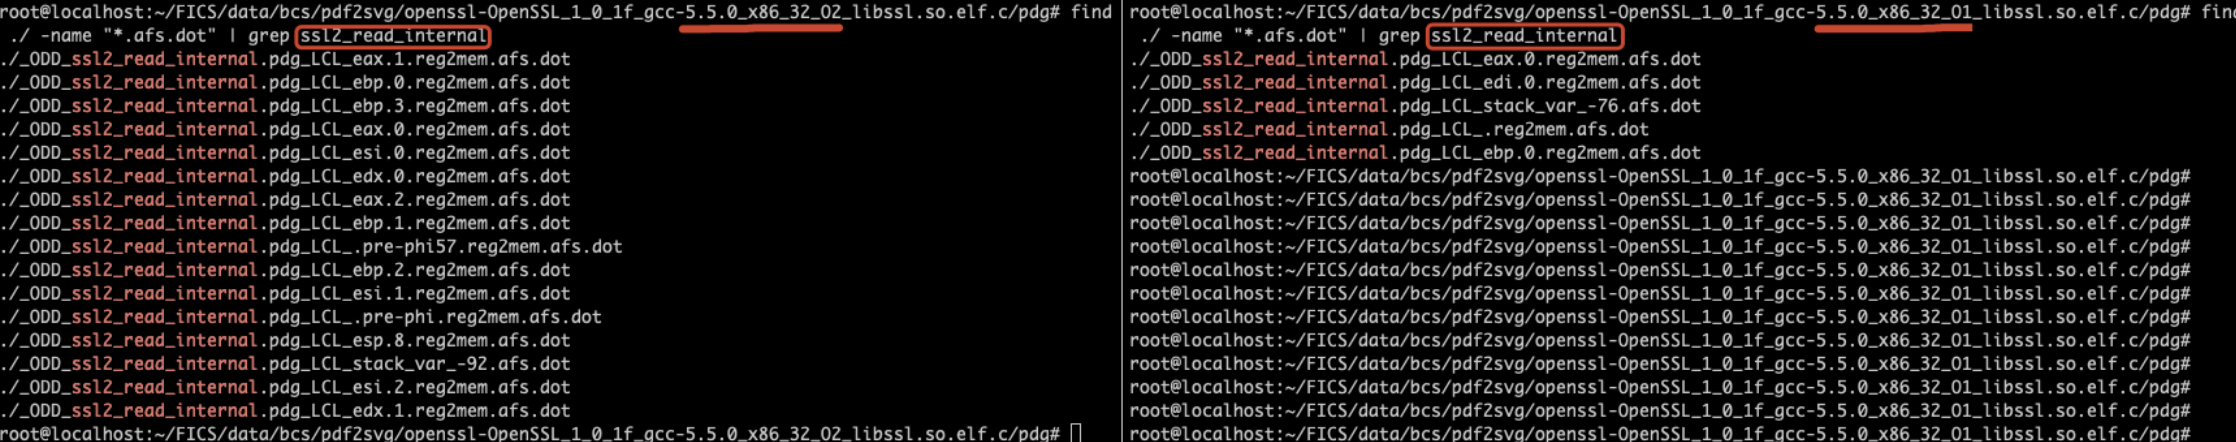 root@localhost:~/FICS/data/bcs/pdf2svg/openssl-OpenSSL_1_0_1f_gcc-5.5.0_x86_32_O2_libssl.so.elf.c/pdg# find
 ./ -name "*.afs.dot" | grep ssl2_read_internal
./_ODD_ssl2_read_internal.pdg_LCL_eax.1.reg2mem.afs.dot
./_ODD_ssl2_read_internal.pdg_LCL_ebp.0.reg2mem.afs.dot
./_ODD_ssl2_read_internal.pdg_LCL_ebp.3.reg2mem.afs.dot
./_ODD_ssl2_read_internal.pdg_LCL_eax.0.reg2mem.afs.dot
./_ODD_ssl2_read_internal.pdg_LCL_esi.0.reg2mem.afs.dot
./_ODD_ssl2_read_internal.pdg_LCL_edx.0.reg2mem.afs.dot
./_ODD_ssl2_read_internal.pdg_LCL_eax.2.reg2mem.afs.dot
./_ODD_ssl2_read_internal.pdg_LCL_ebp.1.reg2mem.afs.dot
./_ODD_ssl2_read_internal.pdg_LCL_.pre-phi57.reg2mem.afs.dot
./_ODD_ssl2_read_internal.pdg_LCL_ebp.2.reg2mem.afs.dot
./_ODD_ssl2_read_internal.pdg_LCL_esi.1.reg2mem.afs.dot
./_ODD_ssl2_read_internal.pdg_LCL_.pre-phi.reg2mem.afs.dot
./_ODD_ssl2_read_internal.pdg_LCL_esp.8.reg2mem.afs.dot
./_ODD_ssl2_read_internal.pdg_LCL_stack_var_-92.afs.dot
./_ODD_ssl2_read_internal.pdg_LCL_esi.2.reg2mem.afs.dot
./_ODD_ssl2_read_internal.pdg_LCL_edx.1.reg2mem.afs.dot
root@localhost:~/FICS/data/bcs/pdf2svg/openssl-OpenSSL_1_0_1f_gcc-5.5.0_x86_32_O2_libssl.so.elf.c/pdg#
root@localhost:~/FICS/data/bcs/pdf2svg/openssl-OpenSSL_1_0_1f_gcc-5.5.0_x86_32_O1_libssl.so.elf.c/pdg# find
 ./ -name "*.afs.dot" | grep ssl2_read_internal
./_ODD_ssl2_read_internal.pdg_LCL_eax.0.reg2mem.afs.dot
./_ODD_ssl2_read_internal.pdg_LCL_edi.0.reg2mem.afs.dot
./_ODD_ssl2_read_internal.pdg_LCL_stack_var_-76.afs.dot
./_ODD_ssl2_read_internal.pdg_LCL_.reg2mem.afs.dot
./_ODD_ssl2_read_internal.pdg_LCL_ebp.0.reg2mem.afs.dot
root@localhost:~/FICS/data/bcs/pdf2svg/openssl-OpenSSL_1_0_1f_gcc-5.5.0_x86_32_O1_libssl.so.elf.c/pdg#
root@localhost:~/FICS/data/bcs/pdf2svg/openssl-OpenSSL_1_0_1f_gcc-5.5.0_x86_32_O1_libssl.so.elf.c/pdg#
root@localhost:~/FICS/data/bcs/pdf2svg/openssl-OpenSSL_1_0_1f_gcc-5.5.0_x86_32_O1_libssl.so.elf.c/pdg#
root@localhost:~/FICS/data/bcs/pdf2svg/openssl-OpenSSL_1_0_1f_gcc-5.5.0_x86_32_O1_libssl.so.elf.c/pdg#
root@localhost:~/FICS/data/bcs/pdf2svg/openssl-OpenSSL_1_0_1f_gcc-5.5.0_x86_32_O1_libssl.so.elf.c/pdg#
root@localhost:~/FICS/data/bcs/pdf2svg/openssl-OpenSSL_1_0_1f_gcc-5.5.0_x86_32_O1_libssl.so.elf.c/pdg#
root@localhost:~/FICS/data/bcs/pdf2svg/openssl-OpenSSL_1_0_1f_gcc-5.5.0_x86_32_O1_libssl.so.elf.c/pdg#
root@localhost:~/FICS/data/bcs/pdf2svg/openssl-OpenSSL_1_0_1f_gcc-5.5.0_x86_32_O1_libssl.so.elf.c/pdg#
root@localhost:~/FICS/data/bcs/pdf2svg/openssl-OpenSSL_1_0_1f_gcc-5.5.0_x86_32_O1_libssl.so.elf.c/pdg#
root@localhost:~/FICS/data/bcs/pdf2svg/openssl-OpenSSL_1_0_1f_gcc-5.5.0_x86_32_O1_libssl.so.elf.c/pdg#
root@localhost:~/FICS/data/bcs/pdf2svg/openssl-OpenSSL_1_0_1f_gcc-5.5.0_x86_32_O1_libssl.so.elf.c/pdg#
root@localhost:~/FICS/data/bcs/pdf2svg/openssl-OpenSSL_1_0_1f_gcc-5.5.0_x86_32_O1_libssl.so.elf.c/pdg#